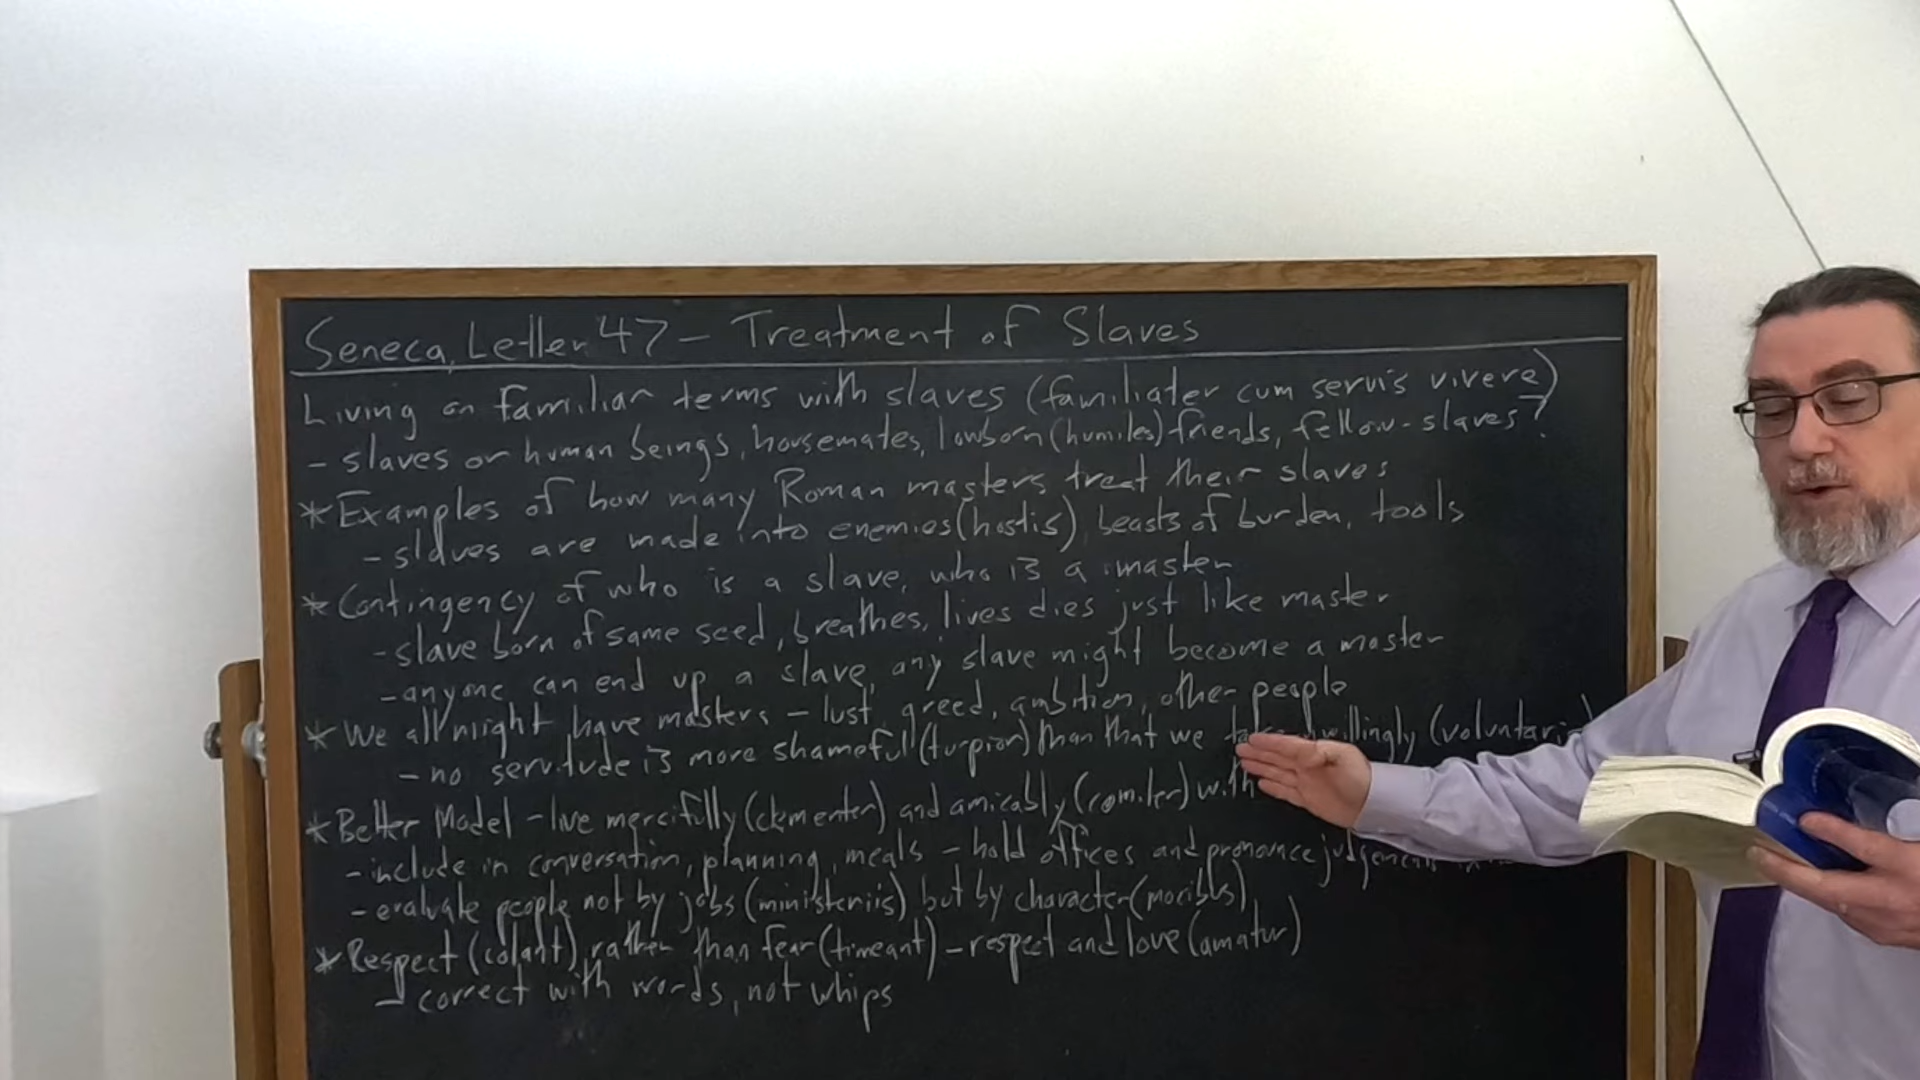 Seneca, Letter 47 - Treatment of Slaves
Living on familiar terms with slaves (familiater cum servis vivere)
- slaves or human beings, housemates, lowborn (humiles) friends, fellow-slaves?
* Examples of how many Roman masters treat their slaves
- slaves are made into enemies (hostis), beasts of burden, tools
* Contingency of who is a slave, who is a master
- slave born of same seed, breathes, lives dies just like master
- anyone can end up a slave, any slave might become a master
* We all might have masters - lust, greed, ambition, other people
- no servitude is more shameful (turpior) than that we willingly
* Better Model - live mercifully (clementer) and amicably (comiter) with
- include in conversation, planning, meals - hold offices and pronounce
- evaluate people not by jobs (ministeriis) but by character (moribus)
* Respect (colant) rather than fear (timeant) - respect and love (amatur)
- correct with words, not whips